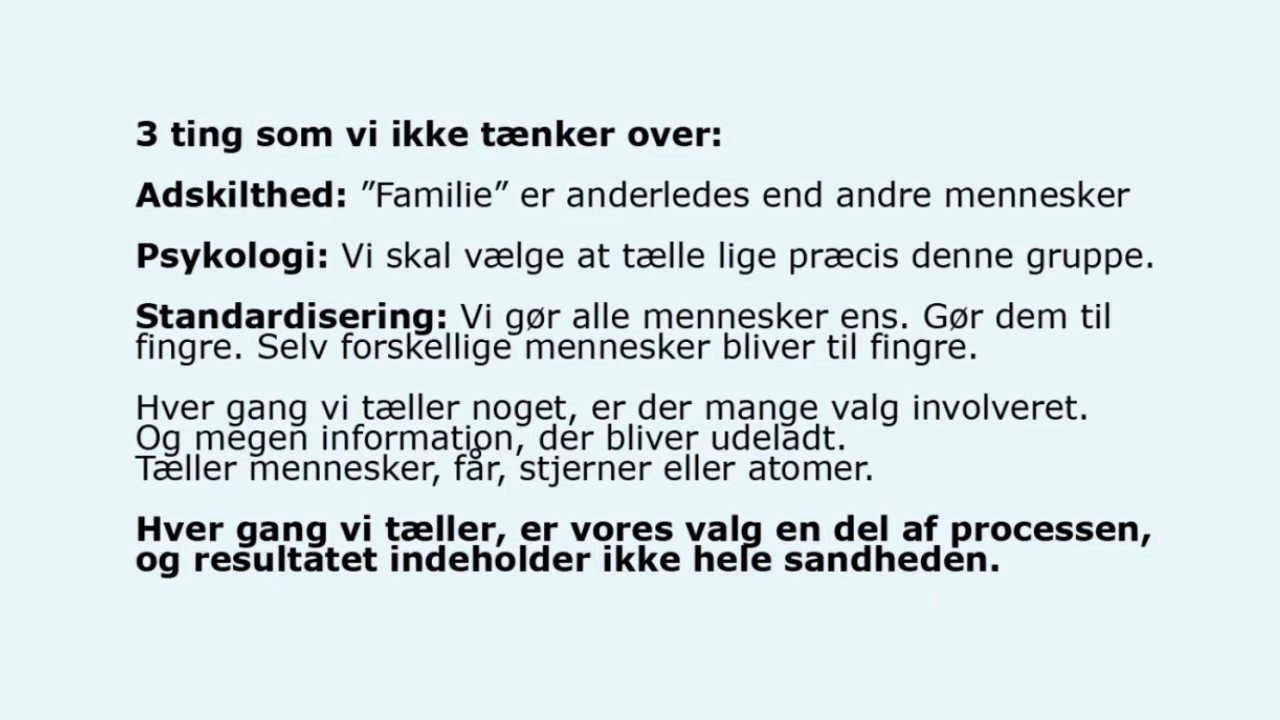 3 ting som vi ikke tænker over:
Adskilthed: ”Familie” er anderledes end andre mennesker
Psykologi: Vi skal vælge at tælle lige præcis denne gruppe.
Standardisering: Vi gør alle mennesker ens. Gør dem til
fingre. Selv forskellige mennesker bliver til fingre.
Hver gang vi tæller noget, er der mange valg involveret.
Og megen information, der bliver udeladt.
Tæller mennesker, får, stjerner eller atomer.
Hver gang vi tæller, er vores valg en del af processen,
og resultatet indeholder ikke hele sandheden.